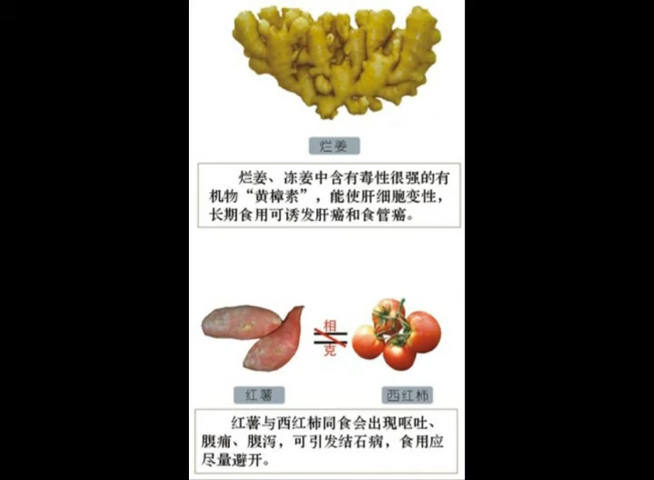 烂姜
烂姜、冻姜中含有毒性很强的有
机物“黄樟素”，能使肝细胞变性，
长期食用可诱发肝癌和食管癌。
相
克
红薯
西红柿
红薯与西红柿同食会出现呕吐、
腹痛、腹泻，可引发结石病，食用应
尽量避开。